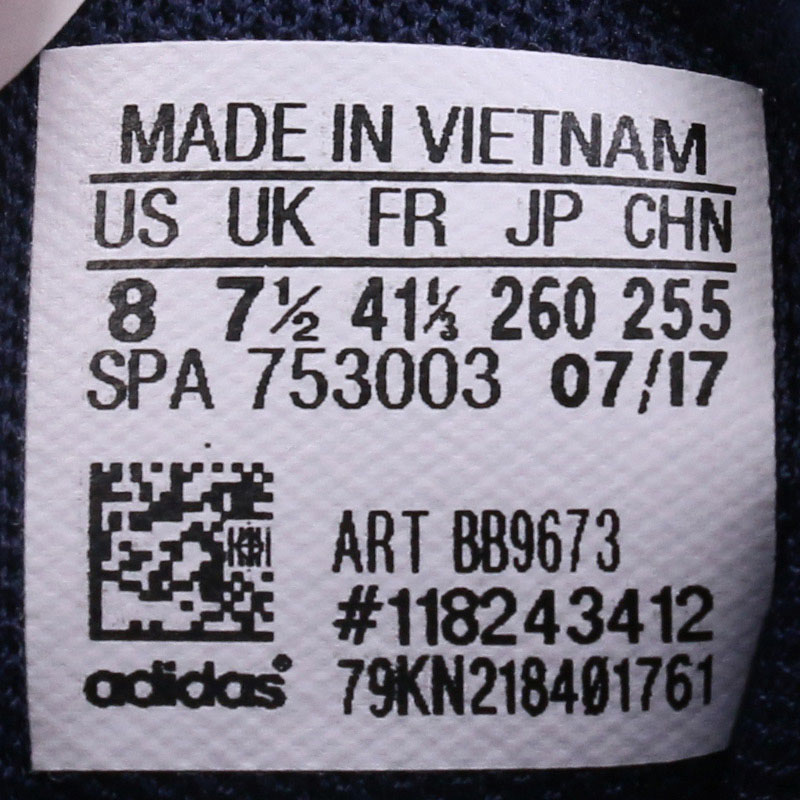 MADE IN VIETNAM
US UK FR JP CHN
8 7½ 41⅓ 260 255
SPA 753003 07/17
ART BB9673
#118243412
adidas® 79KN218401761